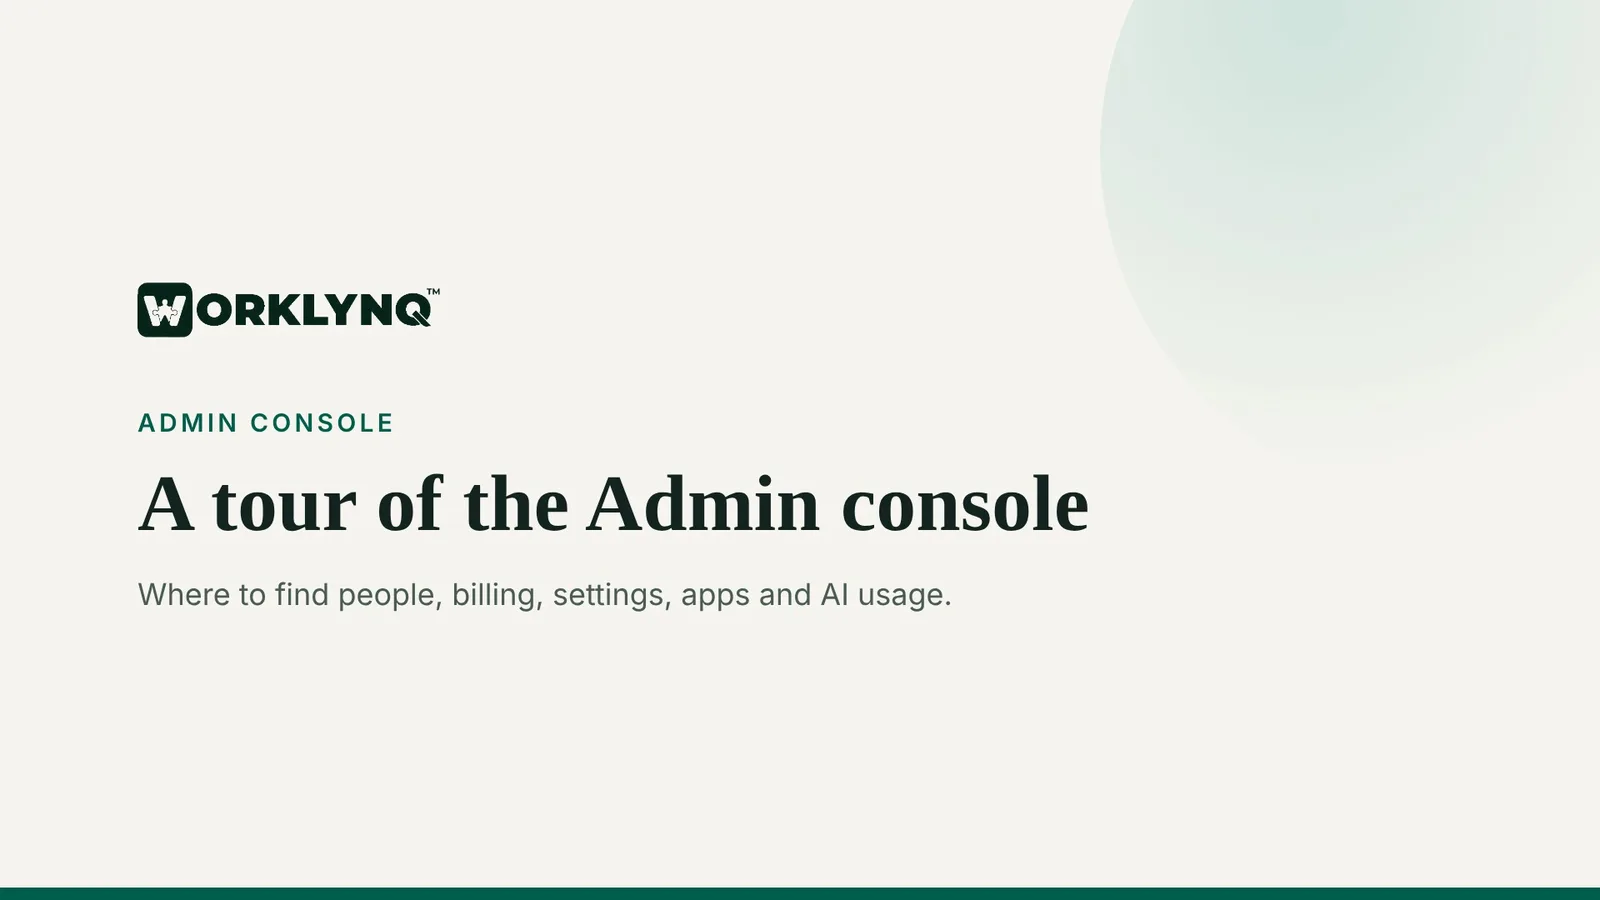 WORKLYNQ™
ADMIN CONSOLE
A tour of the Admin console
Where to find people, billing, settings, apps and AI usage.